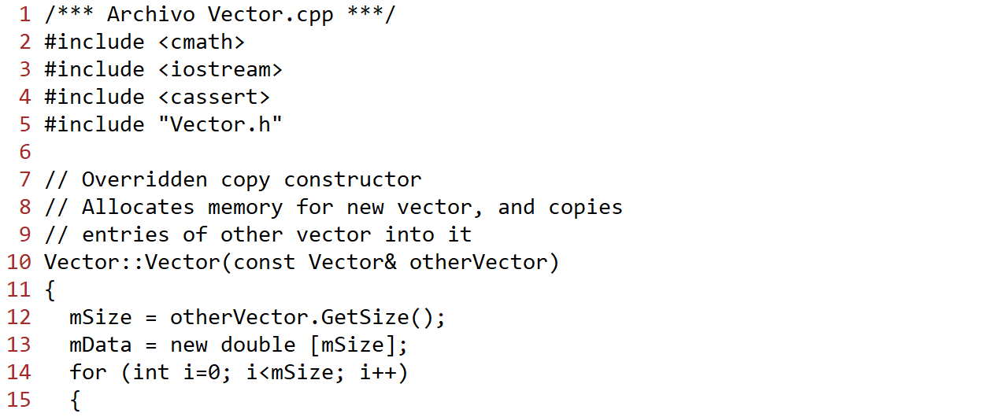 1 /*** Archivo Vector.cpp ***/
2 #include <cmath>
3 #include <iostream>
4 #include <cassert>
5 #include "Vector.h"
6
7 // Overridden copy constructor
8 // Allocates memory for new vector, and copies
9 // entries of other vector into it
10 Vector::Vector(const Vector& otherVector)
11 {
12   mSize = otherVector.GetSize();
13   mData = new double [mSize];
14   for (int i=0; i<mSize; i++)
15   {